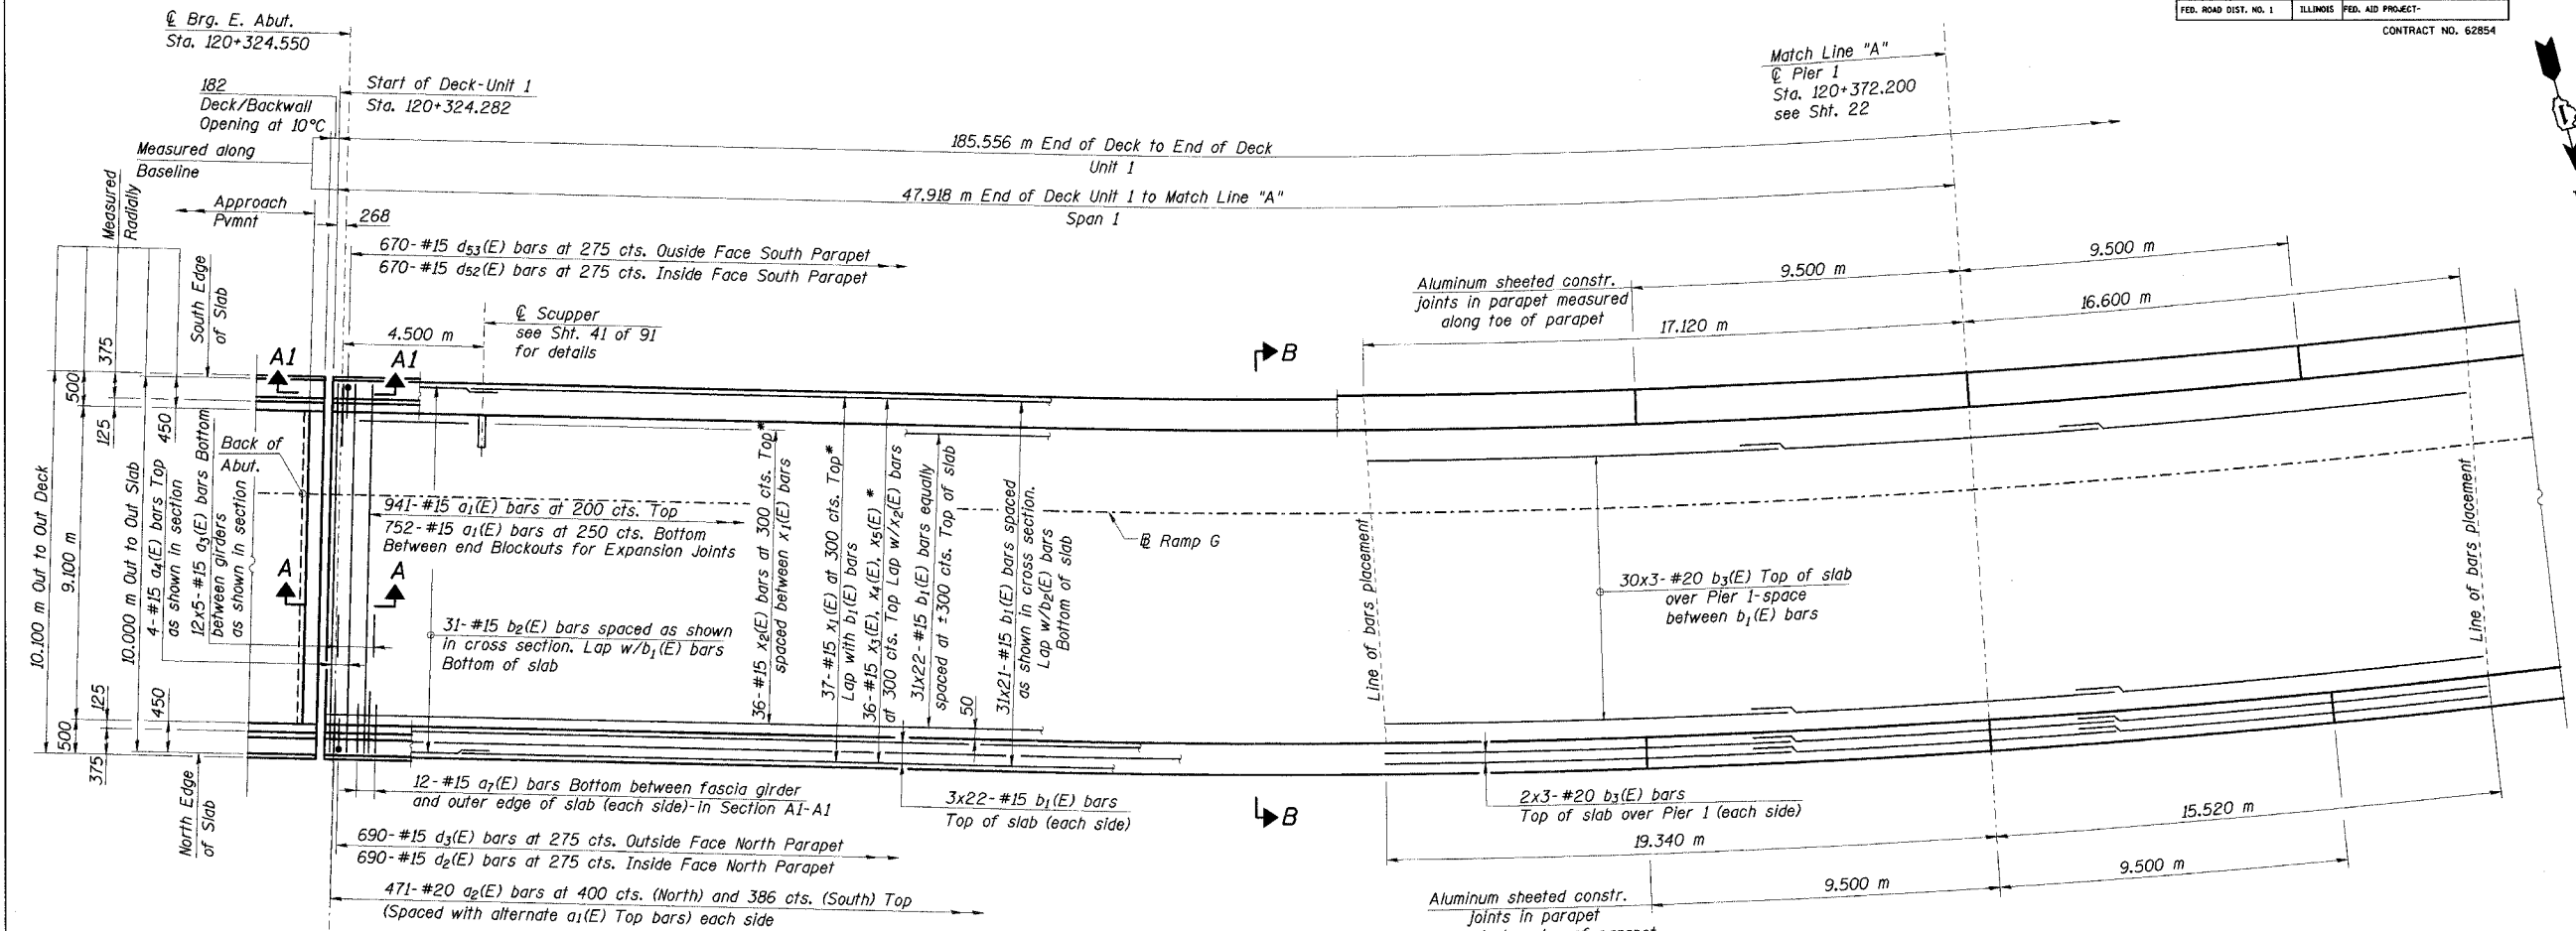 FED. ROAD DIST. NO. 1 ILLINOIS FED. AID PROJECT-
CONTRACT NO. 62854
℄ Brg. E. Abut.
Sta. 120+324.550
182
Deck/Backwall
Opening at 10°C
Start of Deck-Unit 1
Sta. 120+324.282
Match Line "A"
℄ Pier 1
Sta. 120+372.200
see Sht. 22
185.556 m End of Deck to End of Deck
Unit 1
47.918 m End of Deck Unit 1 to Match Line "A"
Span 1
Measured along
Baseline
Measured
Radially
Approach
Pvmnt
268
670-#15 d53(E) bars at 275 cts. Ouside Face South Parapet
670-#15 d52(E) bars at 275 cts. Inside Face South Parapet
South Edge
of Slab
4.500 m
℄ Scupper
see Sht. 41 of 91
for details
Aluminum sheeted constr.
joints in parapet measured
along toe of parapet
9.500 m
9.500 m
17.120 m
16.600 m
A1
A1
B
375
500
125
450
10.100 m Out to Out Deck
9.100 m
10.000 m Out to Out Slab
4-#15 a4(E) bars Top
as shown in section
12x5-#15 a3(E) bars Bottom
between girders
as shown in section
Back of
Abut.
A
A
941-#15 a1(E) bars at 200 cts. Top
752-#15 a1(E) bars at 250 cts. Bottom
Between end Blockouts for Expansion Joints
31-#15 b2(E) bars spaced as shown
in cross section. Lap w/b1(E) bars
Bottom of slab
36-#15 x2(E) bars at 300 cts. Top*
spaced between x1(E) bars
37-#15 x1(E) at 300 cts. Top*
Lap with b1(E) bars
36-#15 x3(E), x4(E), x5(E) *
at 300 cts. Top Lap w/x2(E) bars
31x22-#15 b1(E) bars equally
spaced at ±300 cts. Top of slab
50
31x21-#15 b1(E) bars spaced
as shown in cross section.
Lap w/b2(E) bars
Bottom of slab
Ramp G
Line of bars placement
30x3-#20 b3(E) Top of slab
over Pier 1-space
between b1(E) bars
Line of bars placement
125
450
500
375
North Edge
of Slab
12-#15 a7(E) bars Bottom between fascia girder
and outer edge of slab (each side)-in Section A1-A1
3x22-#15 b1(E) bars
Top of slab (each side)
B
2x3-#20 b3(E) bars
Top of slab over Pier 1 (each side)
690-#15 d3(E) bars at 275 cts. Outside Face North Parapet
690-#15 d2(E) bars at 275 cts. Inside Face North Parapet
19.340 m
15.520 m
471-#20 a2(E) bars at 400 cts. (North) and 386 cts. (South) Top
(Spaced with alternate a1(E) Top bars) each side
9.500 m
9.500 m
Aluminum sheeted constr.
joints in parapet